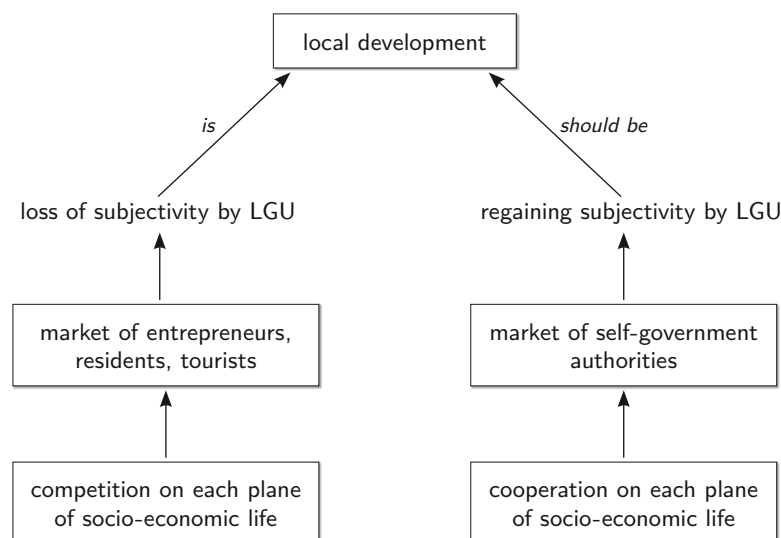 local development
is
should be
loss of subjectivity by LGU
regaining subjectivity by LGU
market of entrepreneurs,
residents, tourists
market of self-government
authorities
competition on each plane
of socio-economic life
cooperation on each plane
of socio-economic life